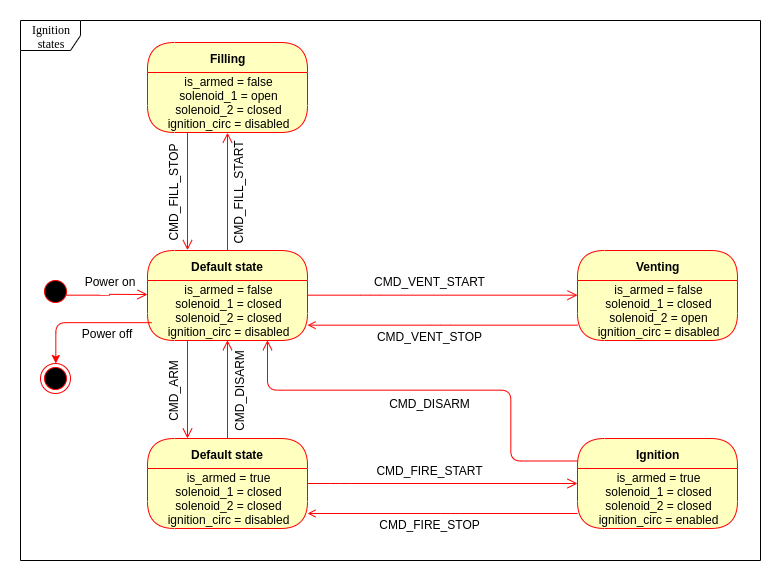 Ignition
states
Filling
is_armed = false
solenoid_1 = open
solenoid_2 = closed
ignition_circ = disabled
CMD_FILL_STOP
CMD_FILL_START
Power on
Default state
is_armed = false
solenoid_1 = closed
solenoid_2 = closed
ignition_circ = disabled
CMD_VENT_START
Venting
is_armed = false
solenoid_1 = closed
solenoid_2 = open
ignition_circ = disabled
Power off
CMD_VENT_STOP
CMD_ARM
CMD_DISARM
CMD_DISARM
Default state
is_armed = true
solenoid_1 = closed
solenoid_2 = closed
ignition_circ = disabled
CMD_FIRE_START
Ignition
is_armed = true
solenoid_1 = closed
solenoid_2 = closed
ignition_circ = enabled
CMD_FIRE_STOP